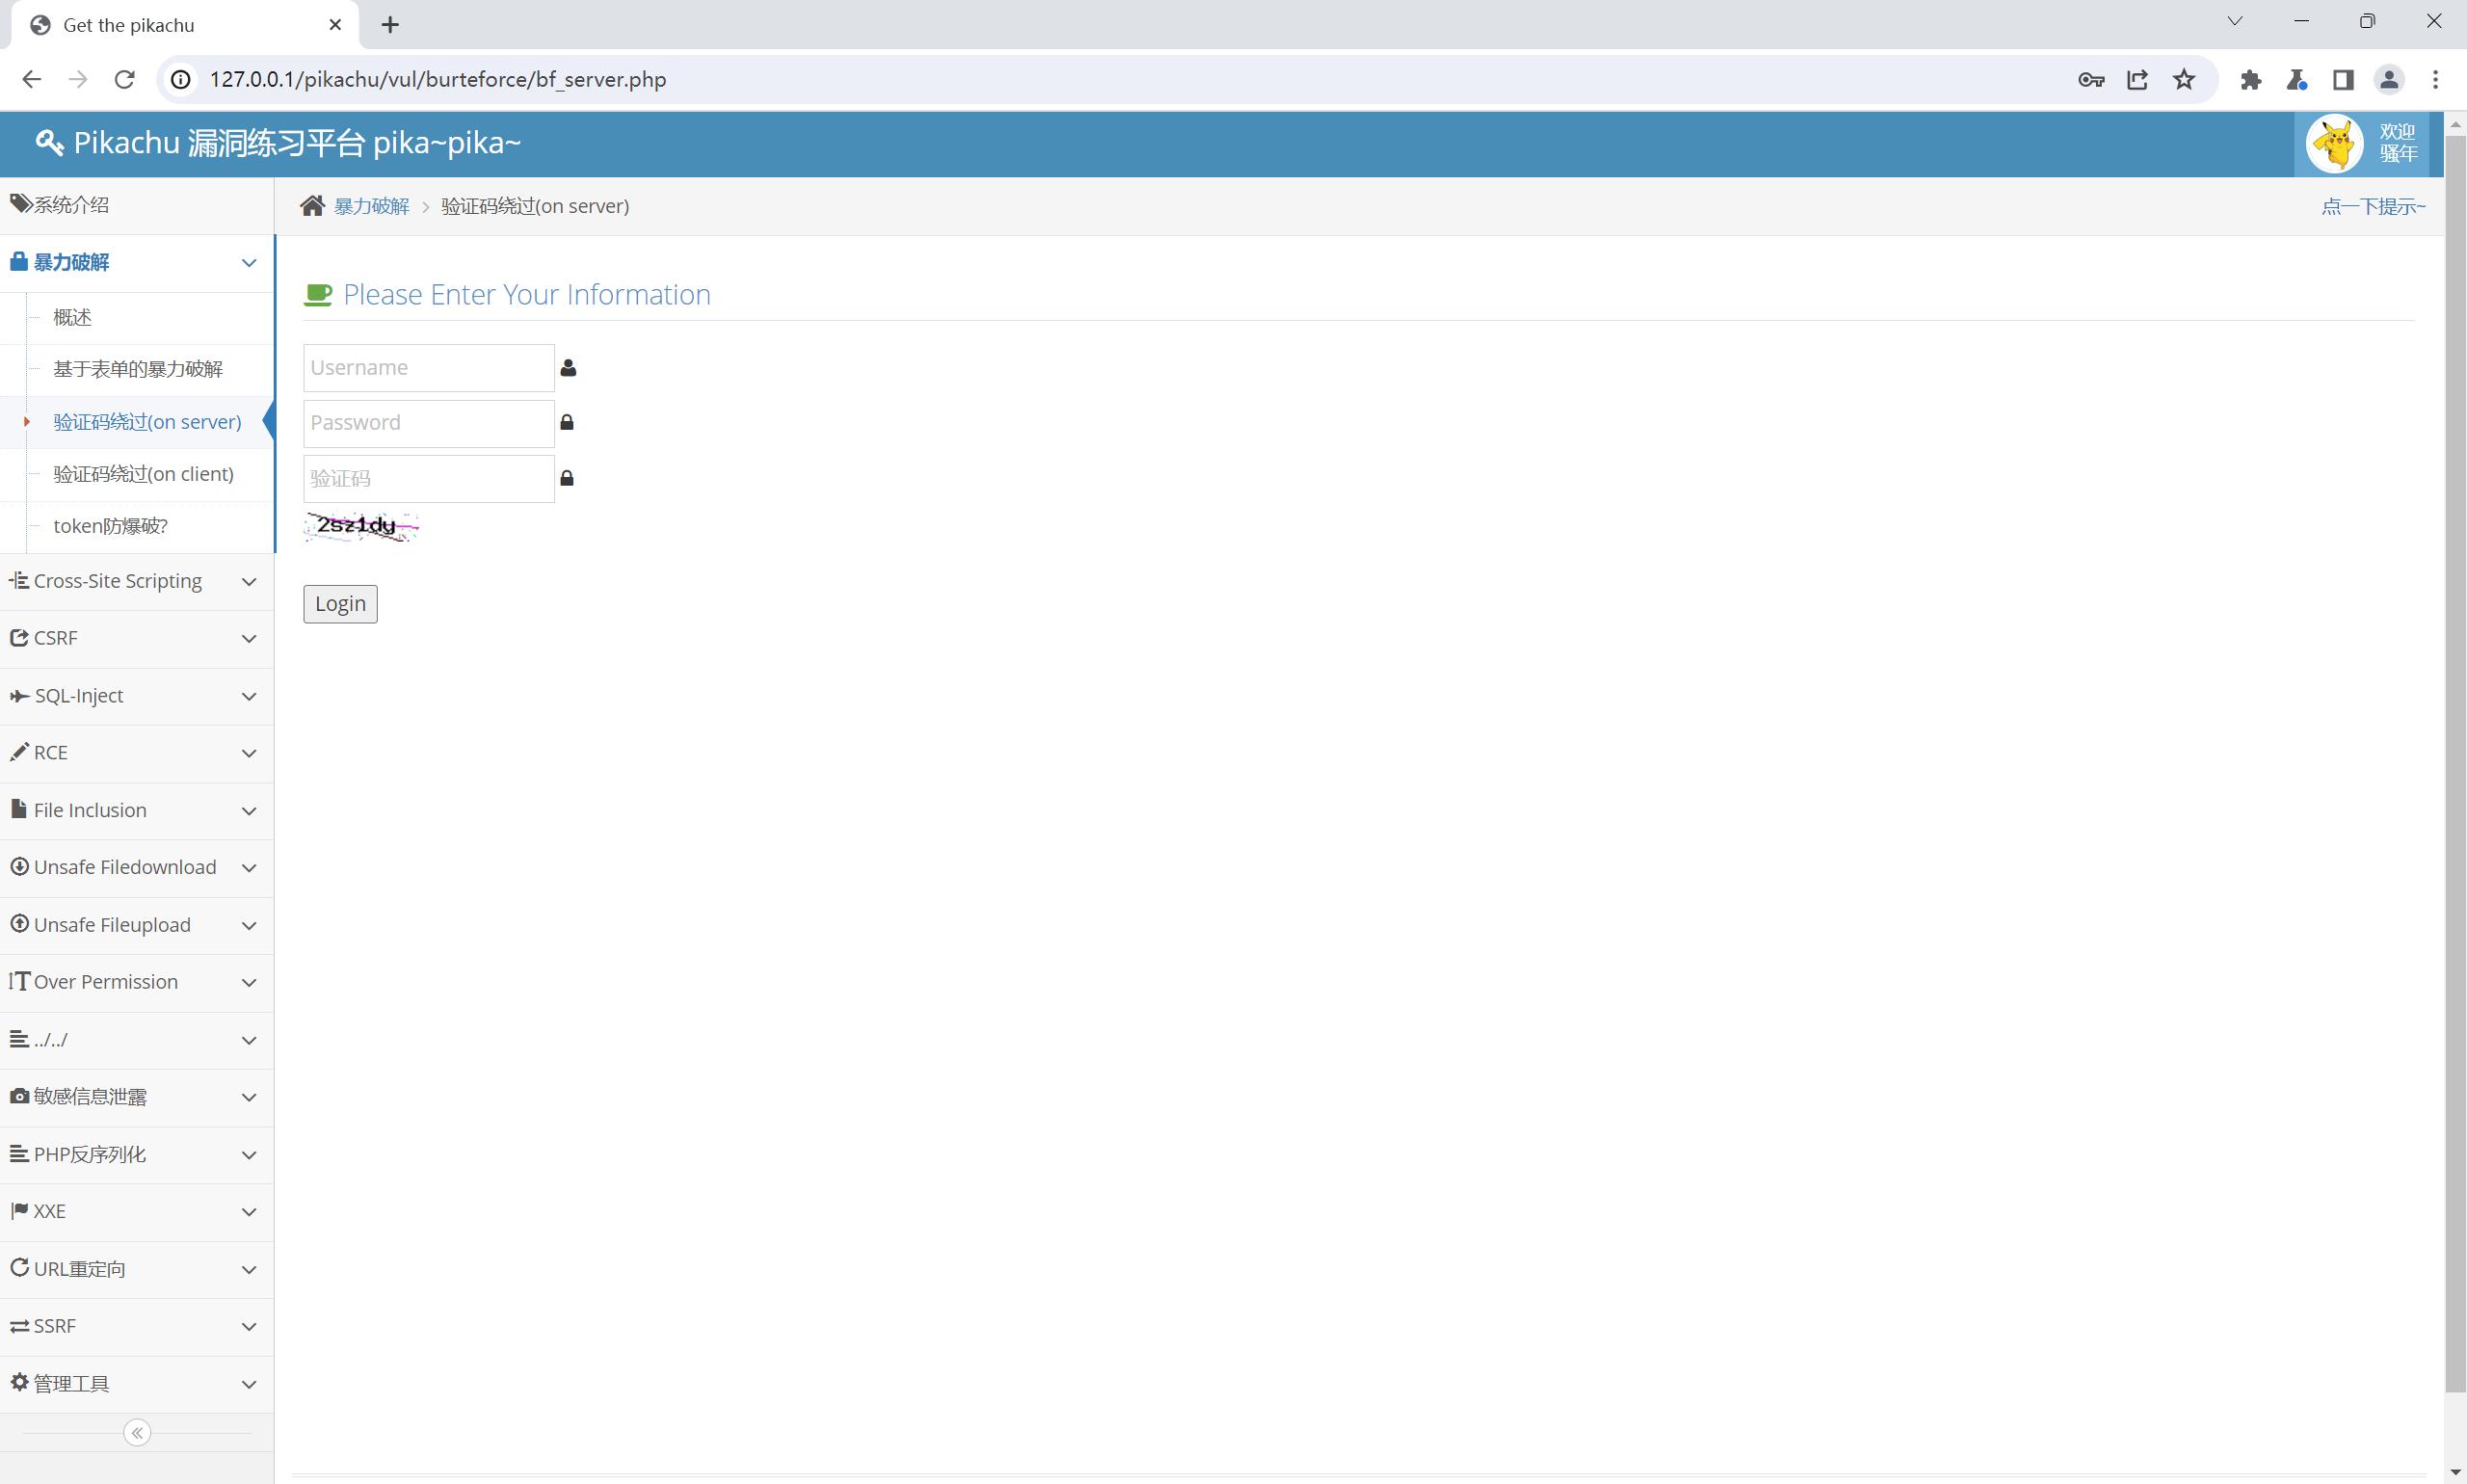 Get the pikachu
127.0.0.1/pikachu/vul/burteforce/bf_server.php
Pikachu 漏洞练习平台 pika~pika~
欢迎
骚年
系统介绍
暴力破解
概述
基于表单的暴力破解
验证码绕过(on server)
验证码绕过(on client)
token防爆破?
Cross-Site Scripting
CSRF
SQL-Inject
RCE
File Inclusion
Unsafe Filedownload
Unsafe Fileupload
Over Permission
../../
敏感信息泄露
PHP反序列化
XXE
URL重定向
SSRF
管理工具
暴力破解 > 验证码绕过(on server)
点一下提示~
Please Enter Your Information
Username
Password
验证码
2sz1dy
Login